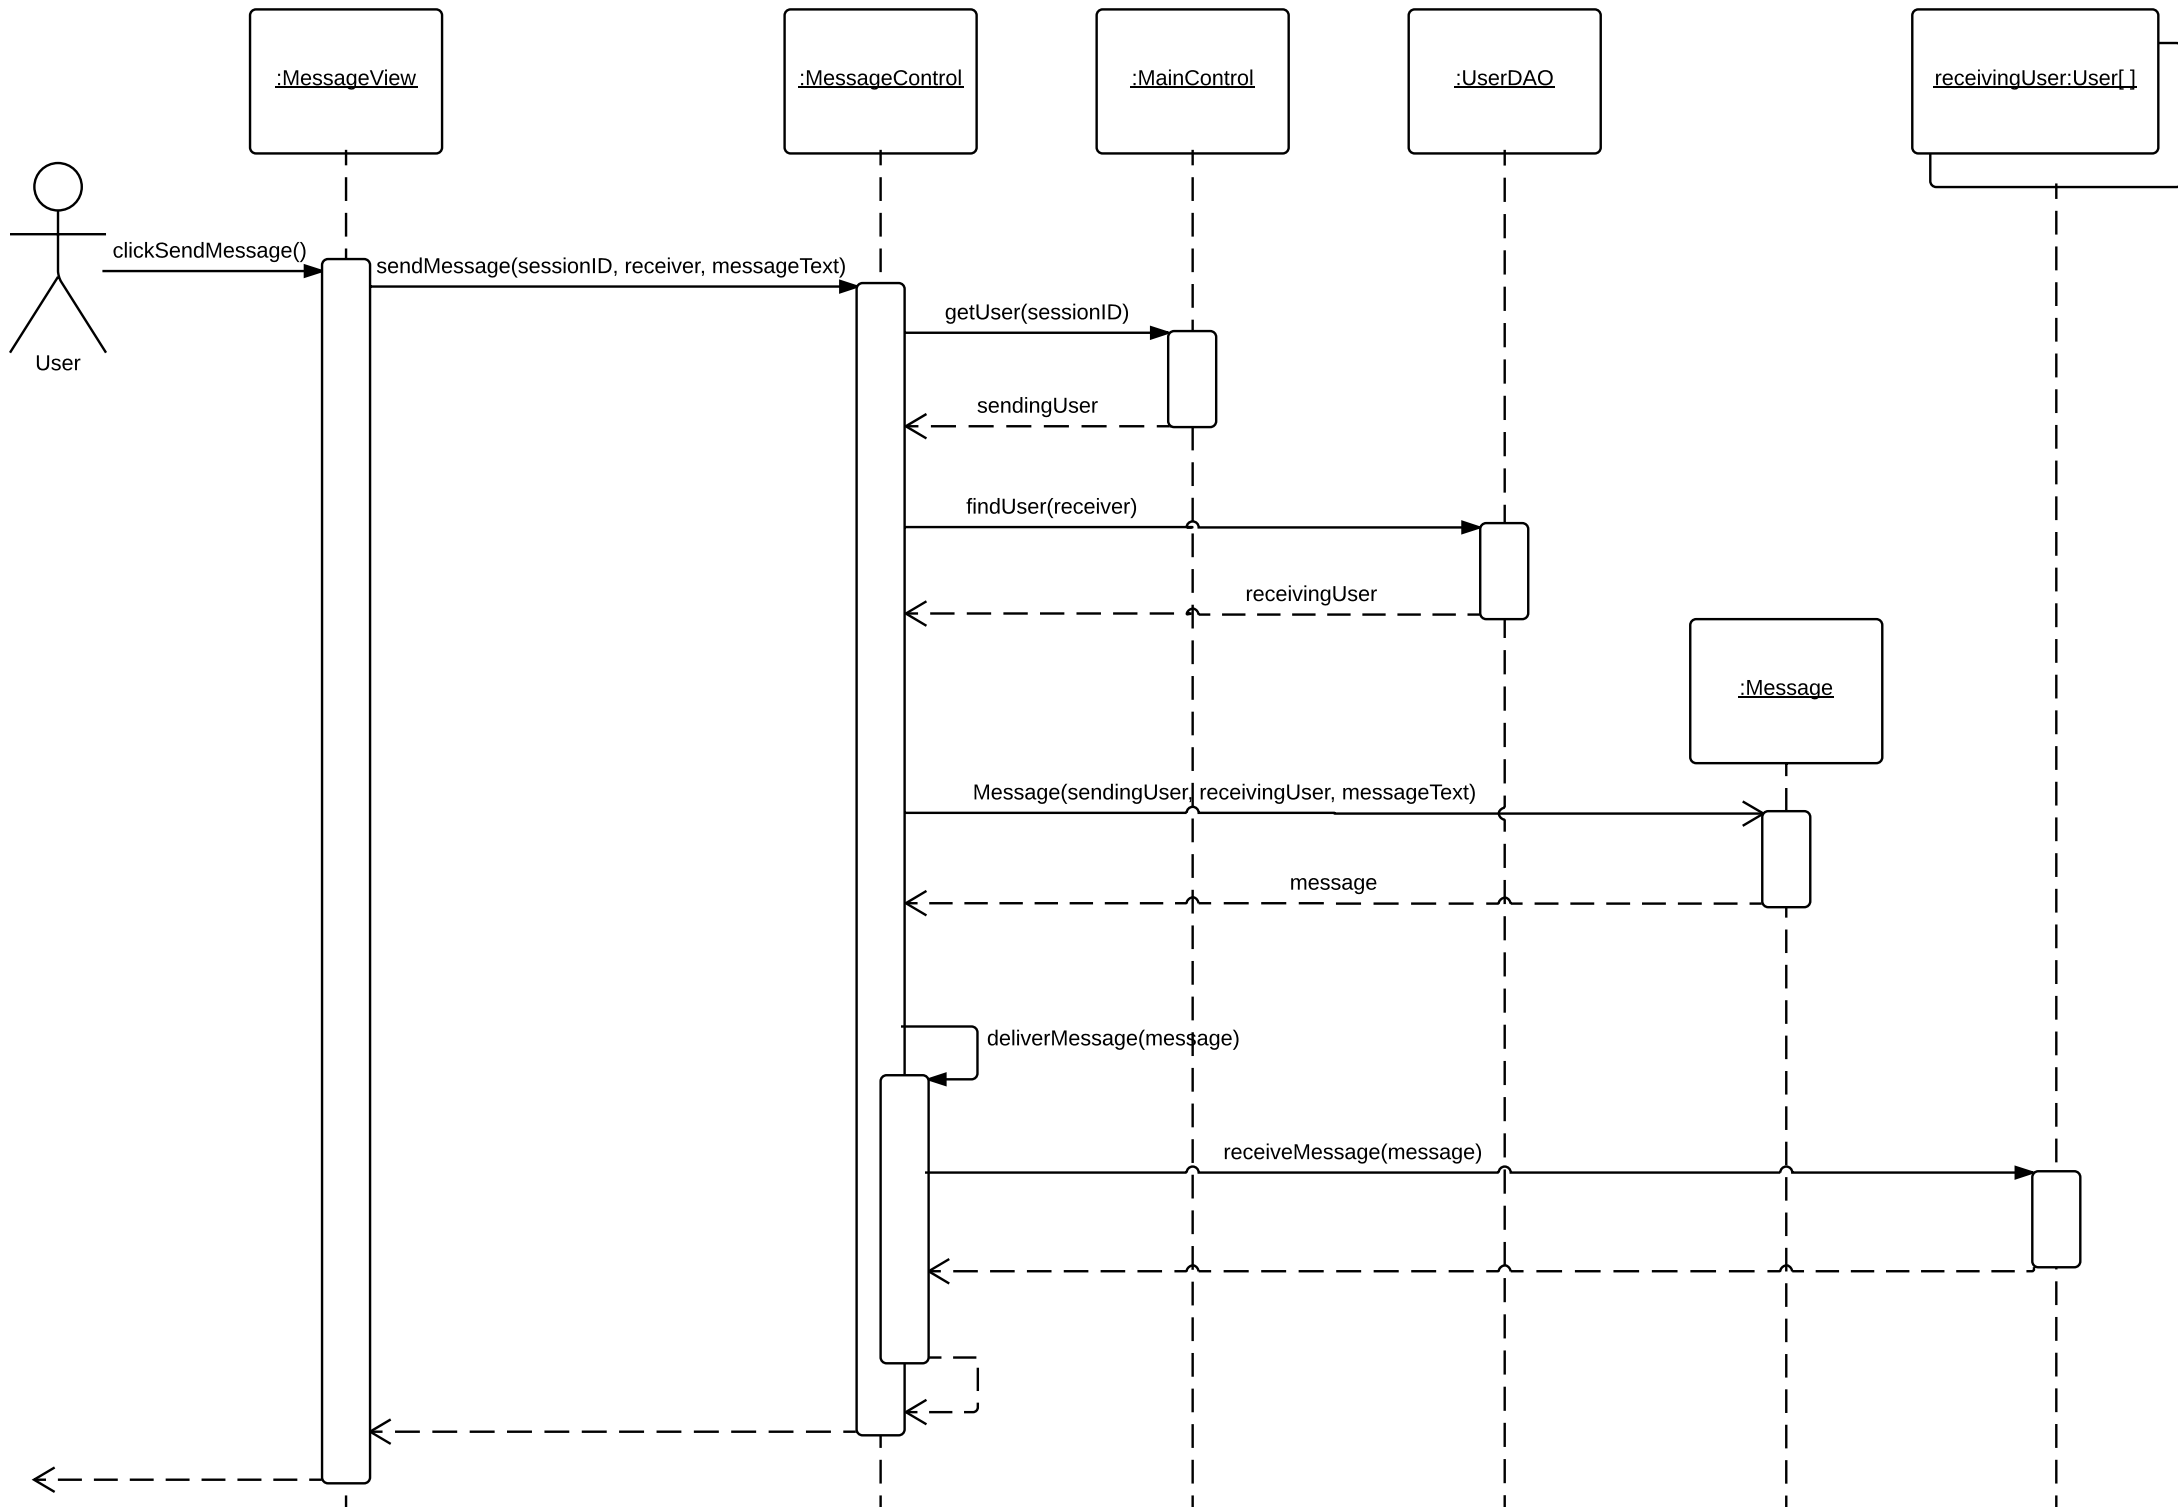 :MessageView
:MessageControl
:MainControl
:UserDAO
receivingUser:User[ ]
clickSendMessage()
sendMessage(sessionID, receiver, messageText)
getUser(sessionID)
User
sendingUser
findUser(receiver)
receivingUser
:Message
Message(sendingUser, receivingUser, messageText)
message
deliverMessage(message)
receiveMessage(message)